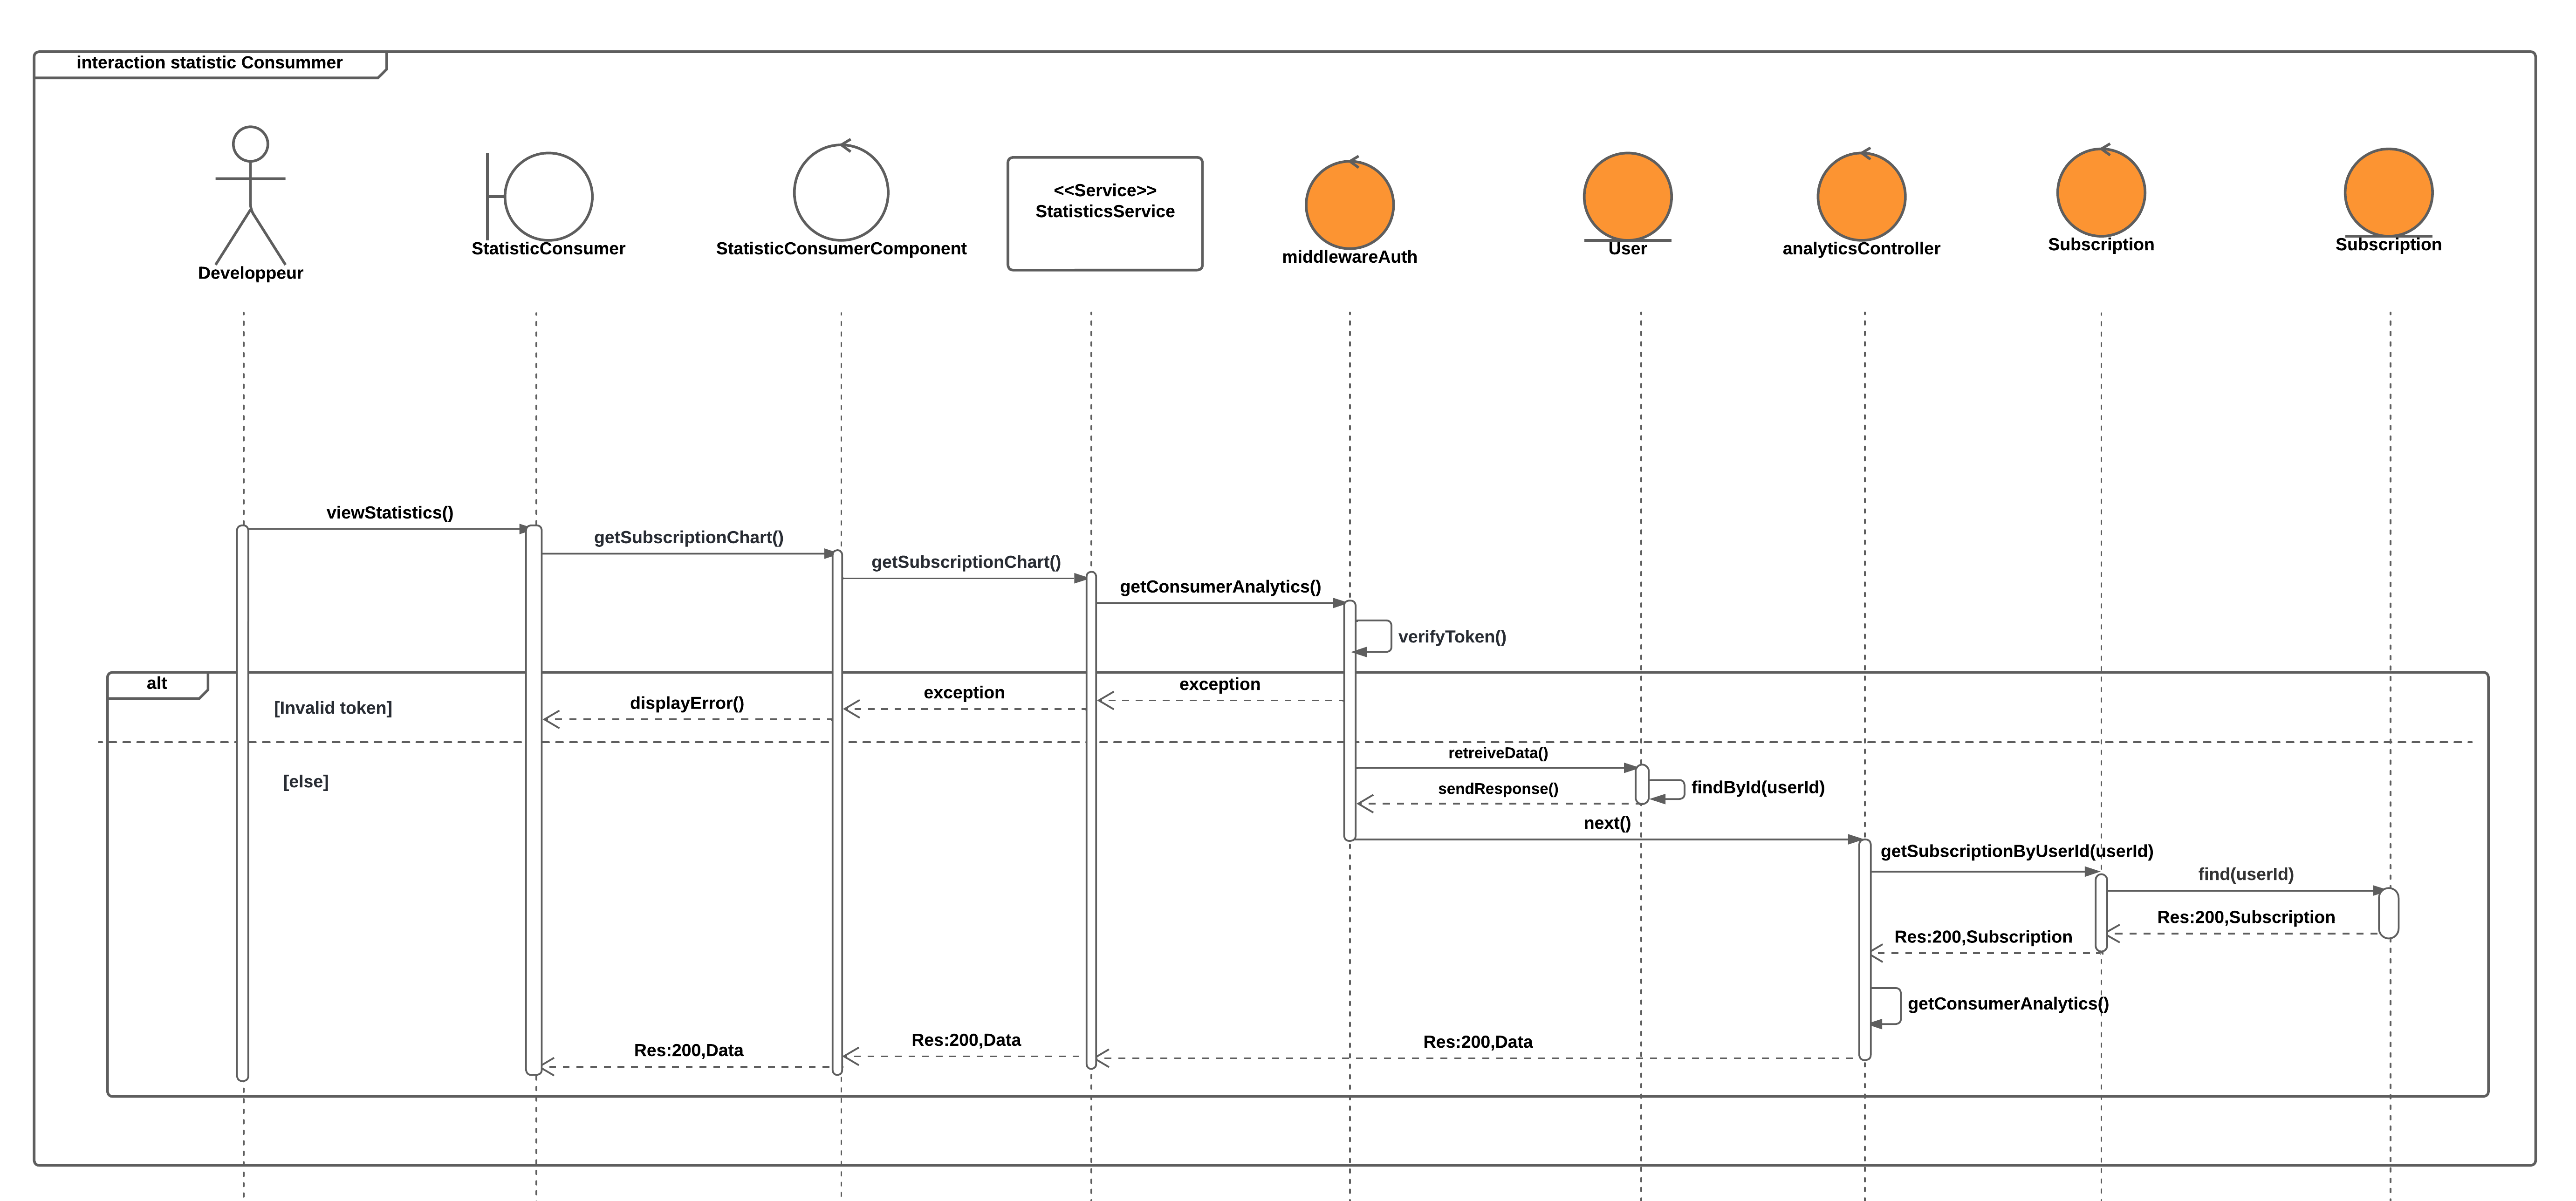 interaction statistic Consummer
Developpeur
StatisticConsumer
StatisticConsumerComponent
<<Service>>
StatisticsService
middlewareAuth
User
analyticsController
Subscription
Subscription
viewStatistics()
getSubscriptionChart()
getSubscriptionChart()
getConsumerAnalytics()
verifyToken()
alt
[Invalid token]
displayError()
exception
exception
retreiveData()
[else]
sendResponse()
findById(userId)
next()
getSubscriptionByUserId(userId)
find(userId)
Res:200,Subscription
Res:200,Subscription
getConsumerAnalytics()
Res:200,Data
Res:200,Data
Res:200,Data